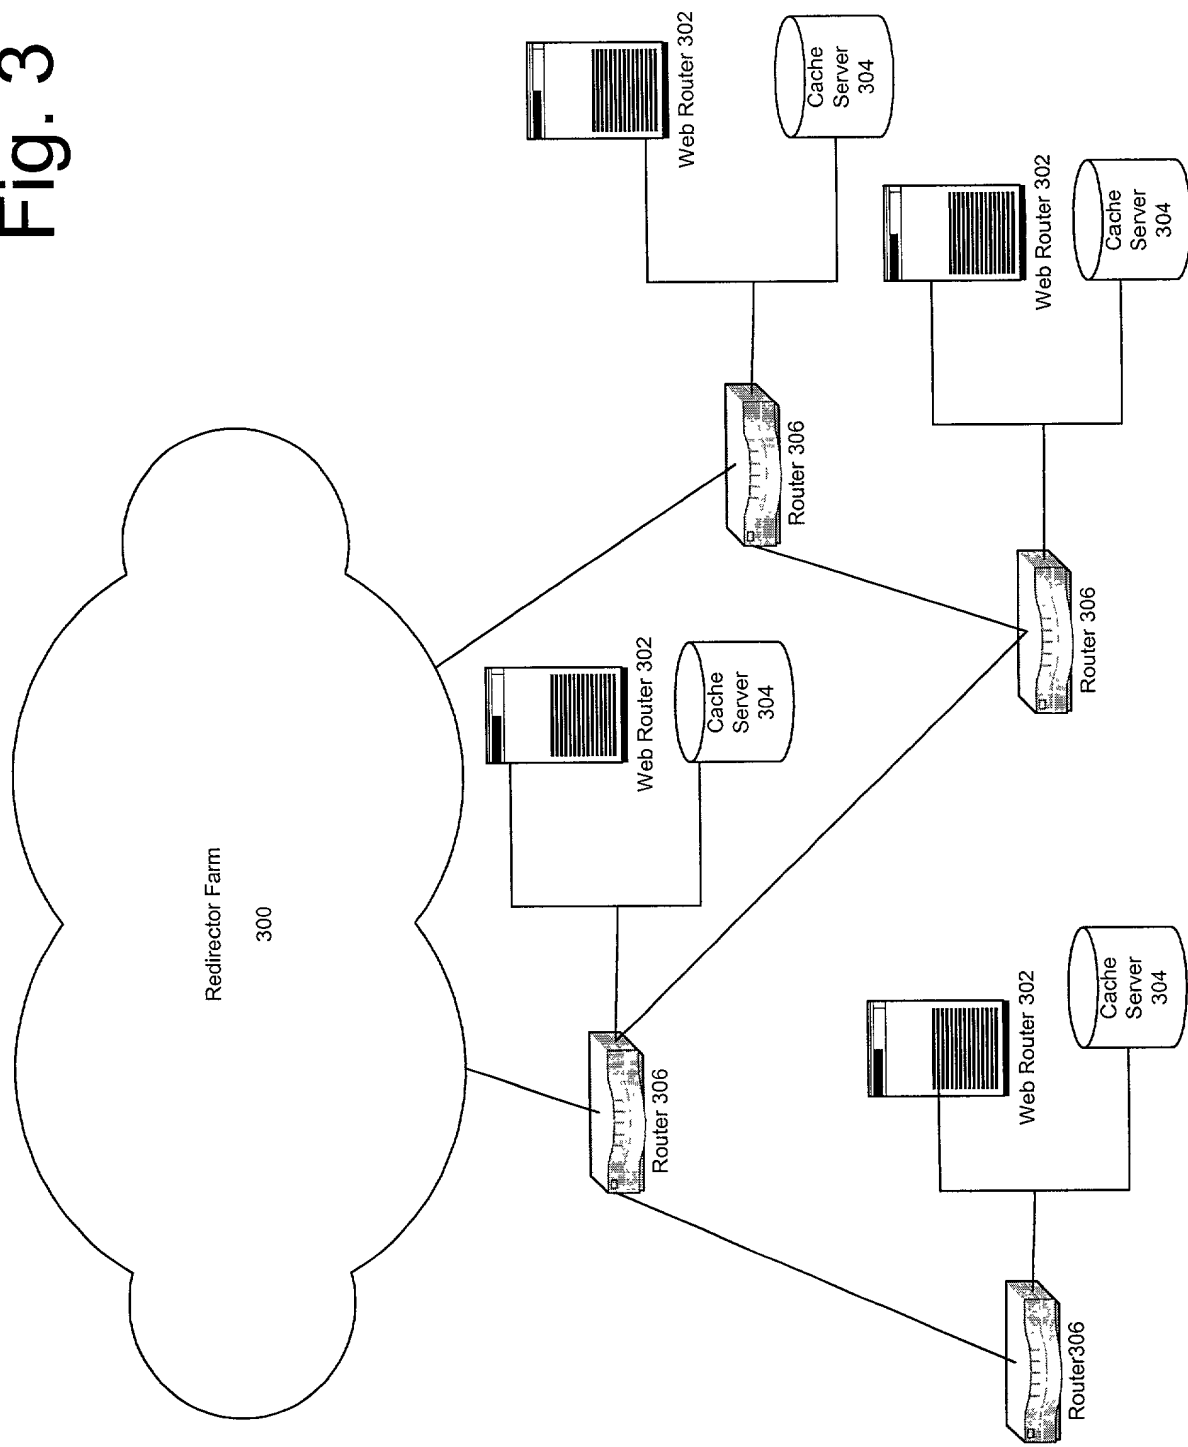 Fig. 3
Redirector Farm
300
Router 306
Web Router 302
Cache
Server
304
Router306
Web Router 302
Cache
Server
304
Router 306
Web Router 302
Cache
Server
304
Router 306
Web Router 302
Cache
Server
304